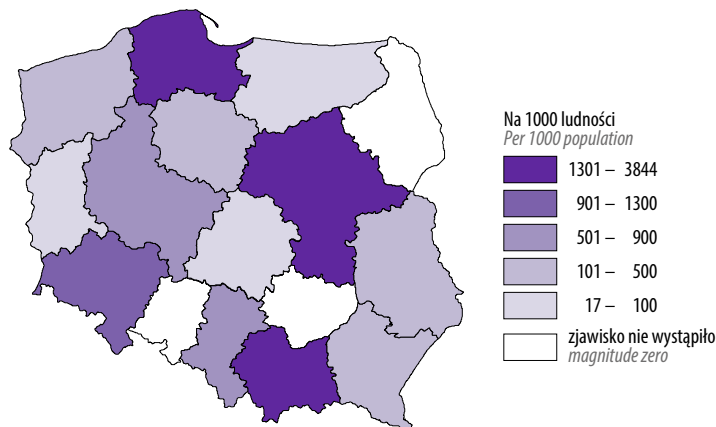 Na 1000 ludności
Per 1000 population
1301 – 3844
901 – 1300
501 – 900
101 – 500
17 – 100
zjawisko nie wystąpiło
magnitude zero